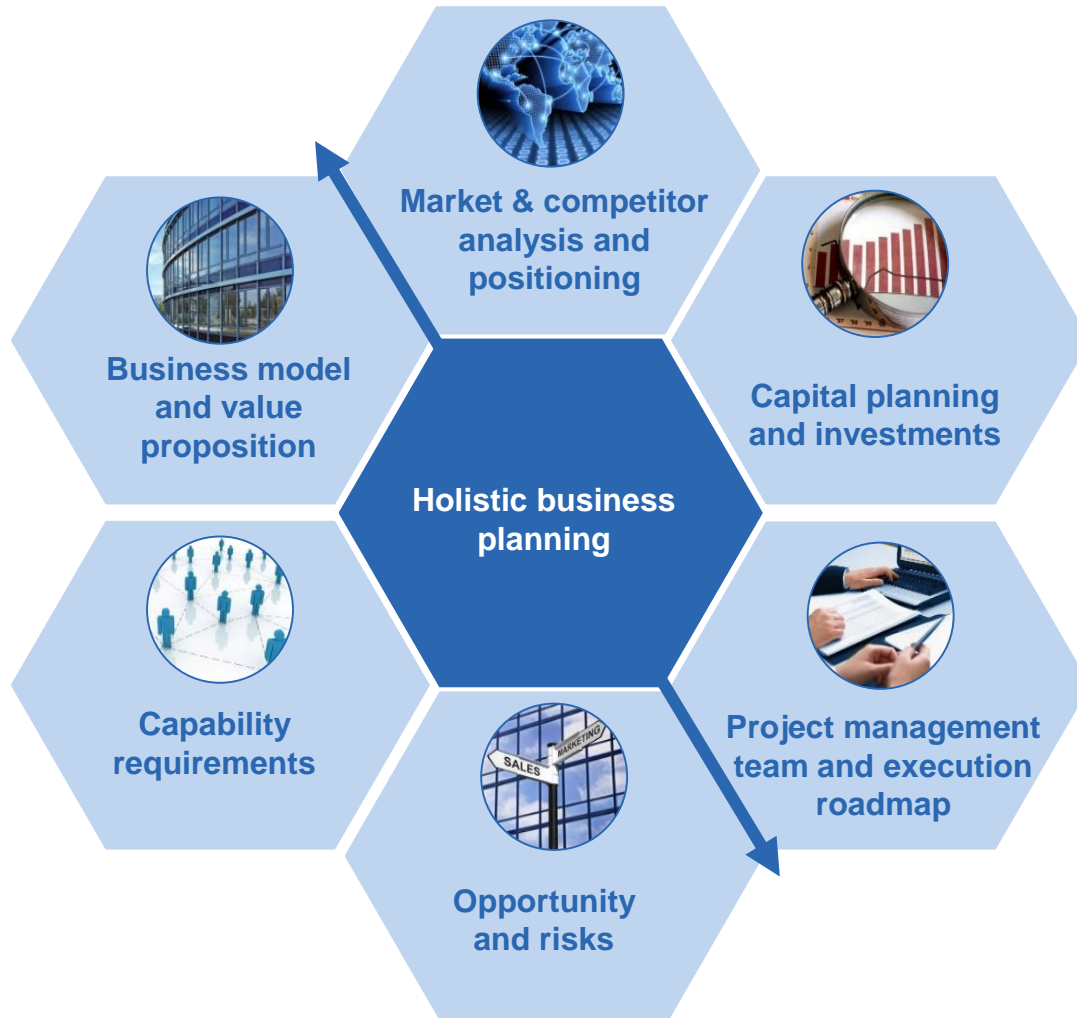 Market & competitor
analysis and
positioning
Business model
and value
proposition
Capital planning
and investments
Holistic business
planning
Capability
requirements
Project management
team and execution
roadmap
SALES
MARKETING
Opportunity
and risks